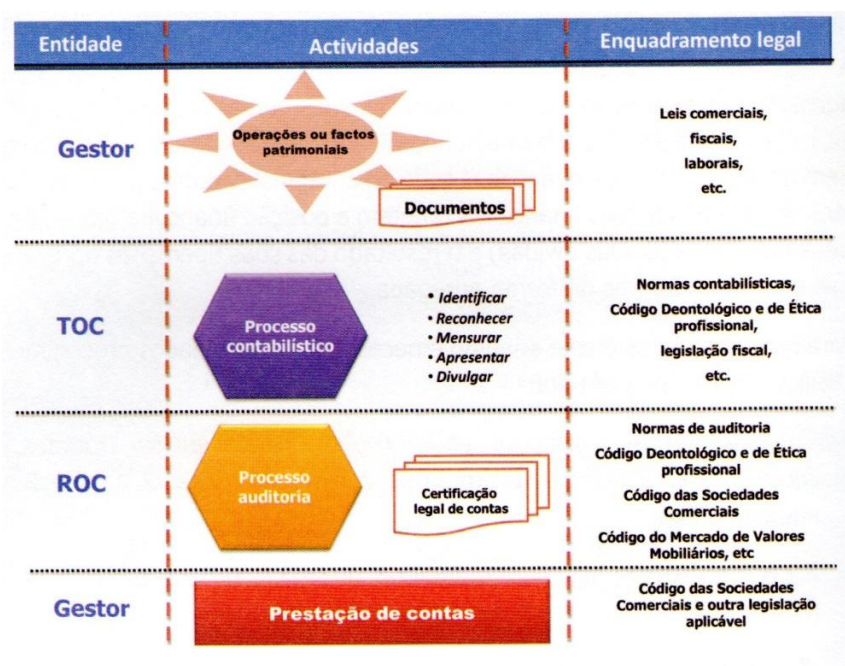 Entidade
Actividades
Enquadramento legal
Gestor
Operações ou factos
patrimoniais
Documentos
Leis comerciais,
fiscais,
laborais,
etc.
TOC
Processo
contabilístico
• Identificar
• Reconhecer
• Mensurar
• Apresentar
• Divulgar
Normas contabilísticas,
Código Deontológico e de Ética
profissional,
legislação fiscal,
etc.
ROC
Processo
auditoria
Certificação
legal de contas
Normas de auditoria
Código Deontológico e de Ética
profissional
Código das Sociedades
Comerciais
Código do Mercado de Valores
Mobiliários, etc
Gestor
Prestação de contas
Código das Sociedades
Comerciais e outra legislação
aplicável